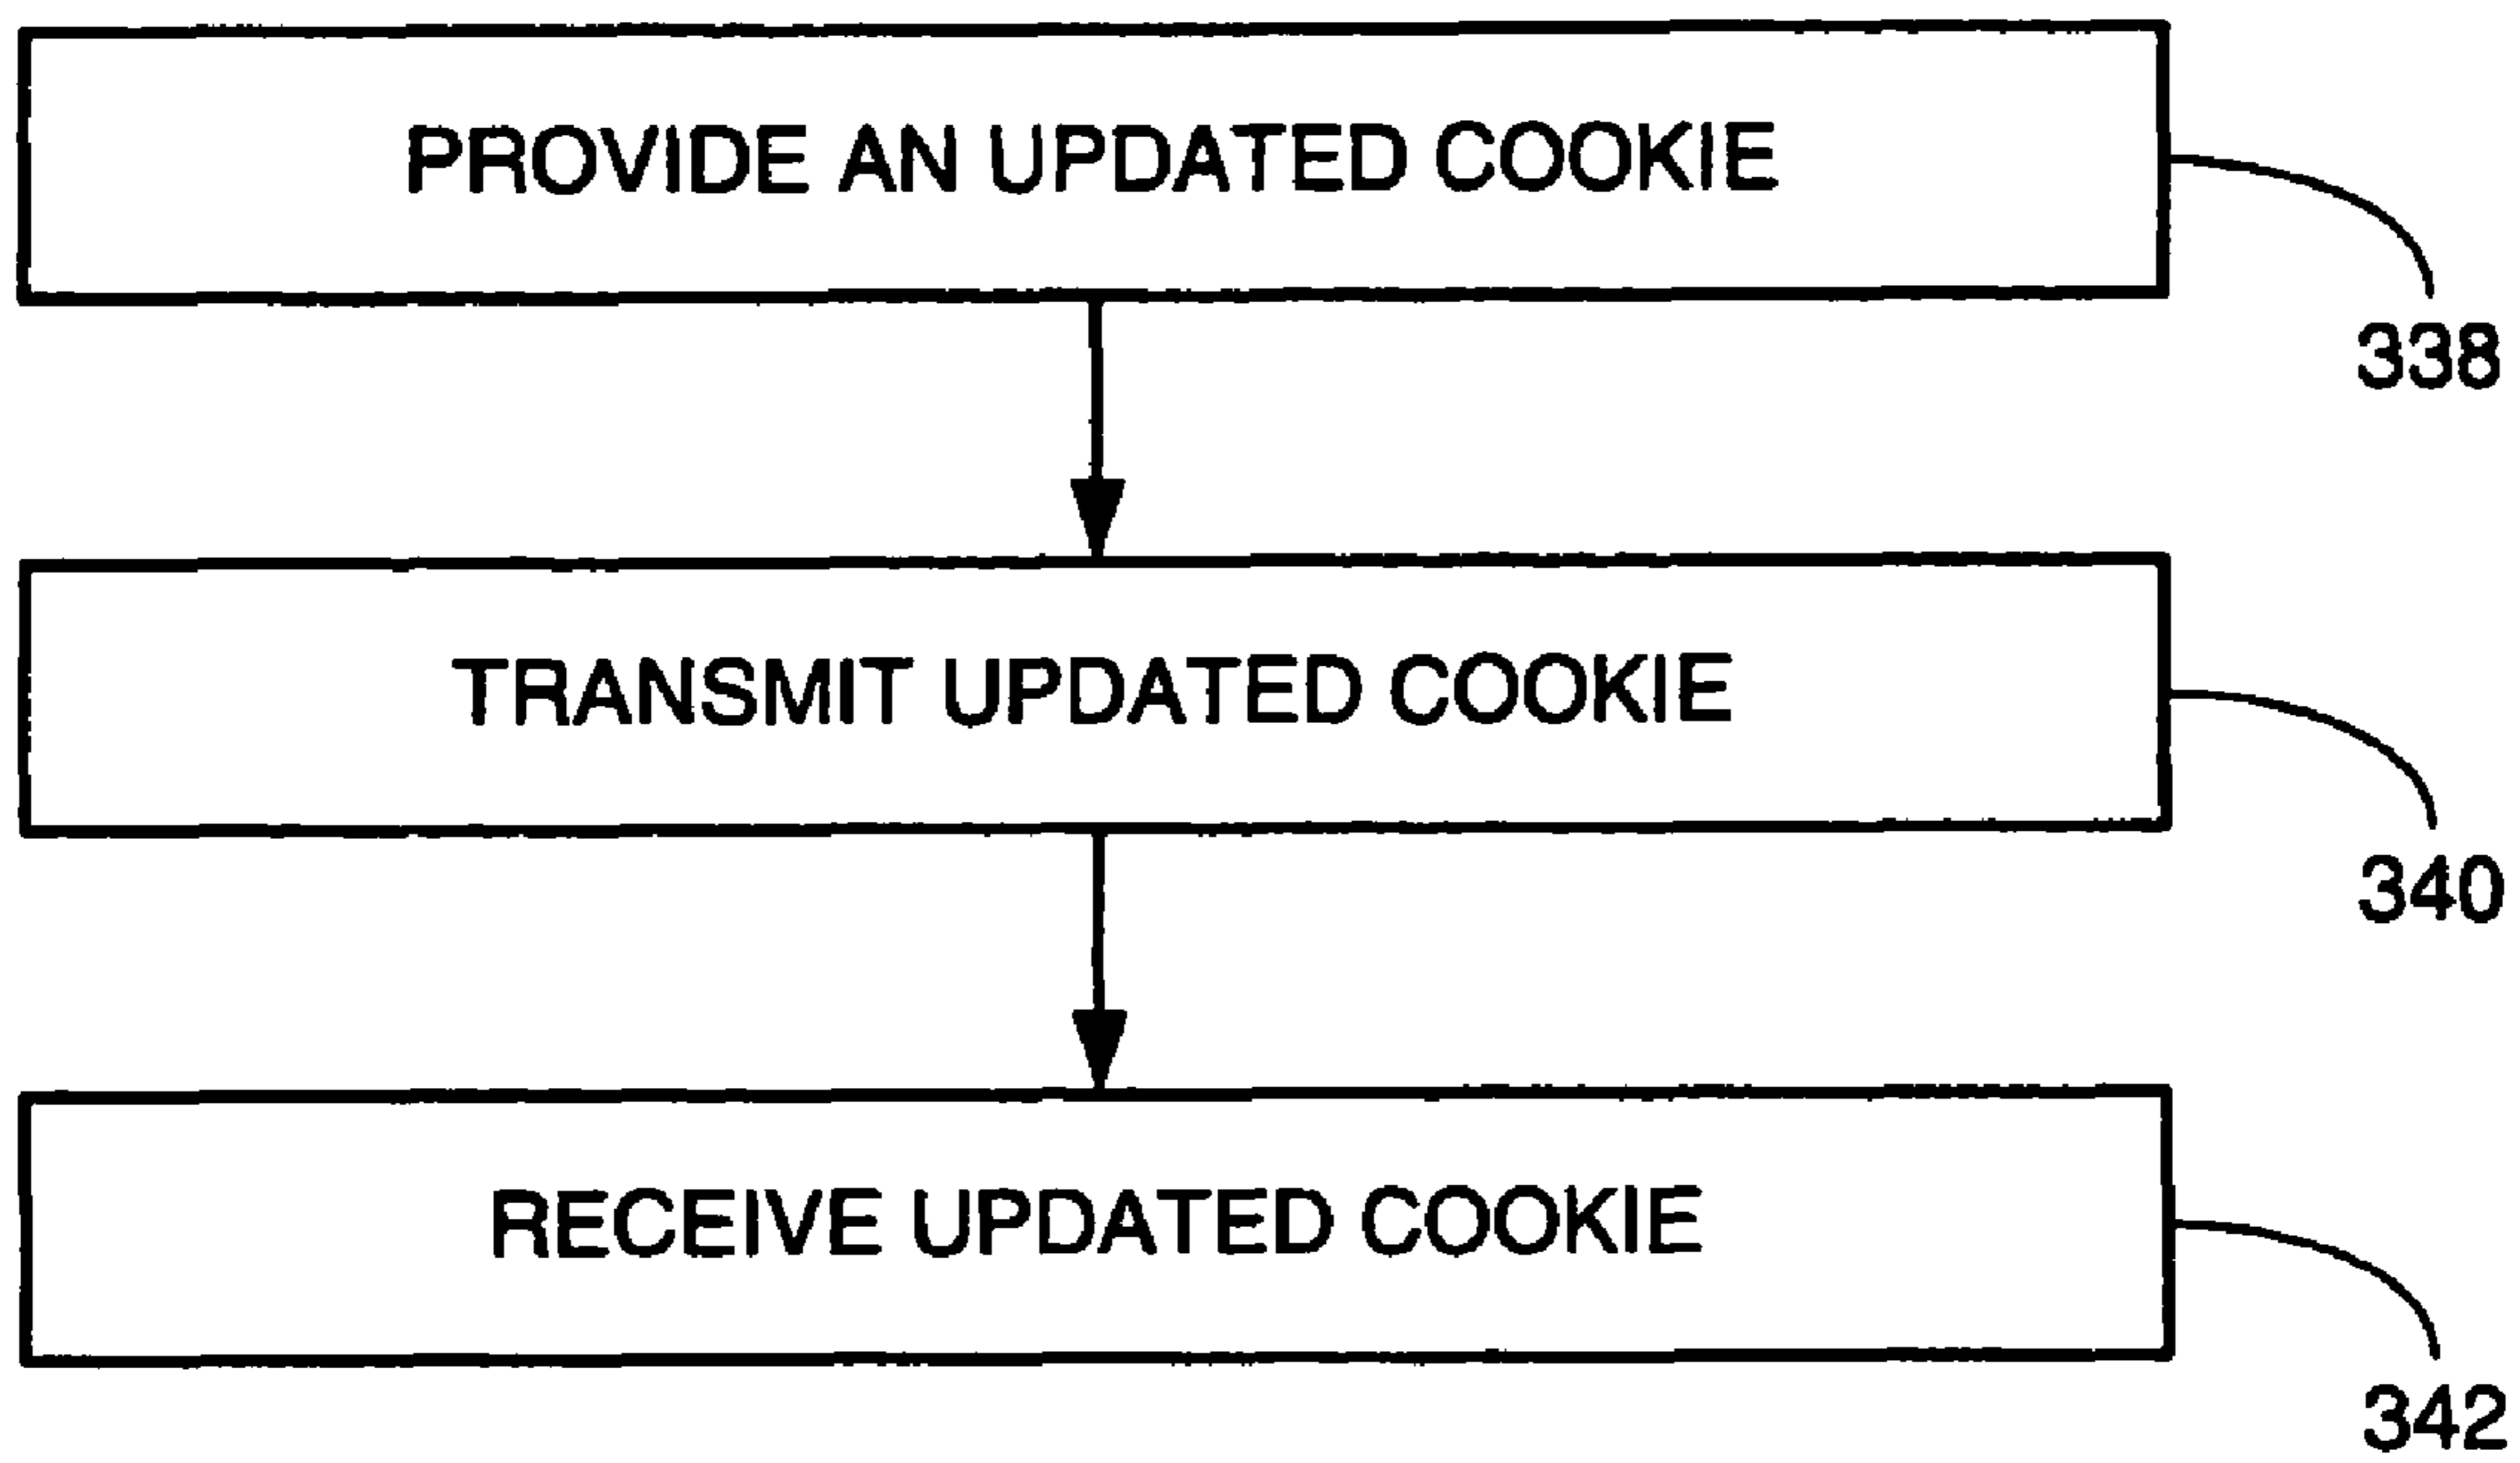 PROVIDE AN UPDATED COOKIE
338
TRANSMIT UPDATED COOKIE
340
RECEIVE UPDATED COOKIE
342